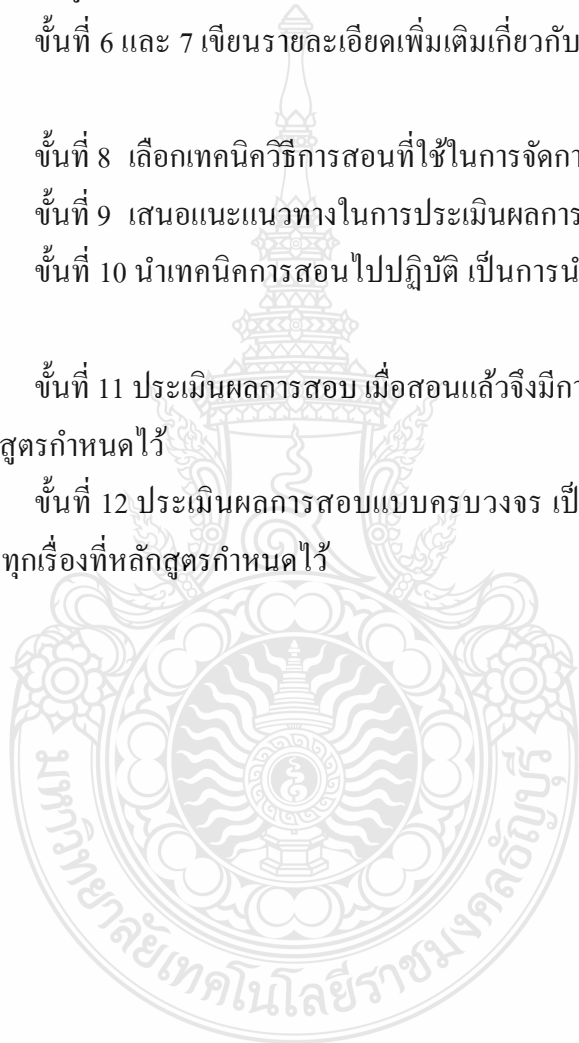 ขั้นที่ 6 และ 7 เขียนรายละเอียดเพิ่มเติมเกี่ยวกับ
ขั้นที่ 8 เลือกเทคนิควิธีการสอนที่ใช้ในการจัดกา
ขั้นที่ 9 เสนอแนะแนวทางในการประเมินผลการ
ขั้นที่ 10 นำเทคนิคการสอนไปปฏิบัติ เป็นการนำ
ขั้นที่ 11 ประเมินผลการสอบ เมื่อสอนแล้วจึงมีกา
สูตรกำหนดไว้
ขั้นที่ 12 ประเมินผลการสอบแบบครบวงจร เป็
ทุกเรื่องที่หลักสูตรกำหนดไว้
มหาวิทยาลัยเทคโนโลยีราชมงคลธัญบุรี